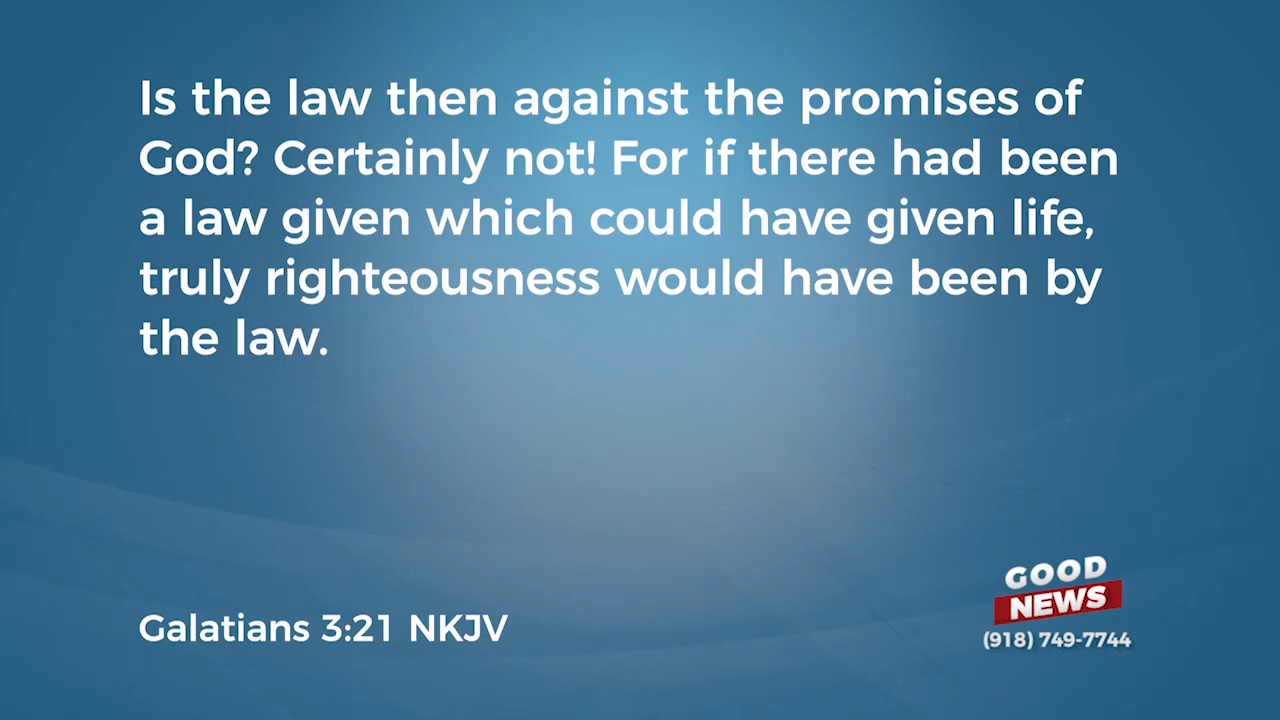 Is the law then against the promises of
God? Certainly not! For if there had been
a law given which could have given life,
truly righteousness would have been by
the law.
Galatians 3:21 NKJV
GOOD
NEWS
(918) 749-7744